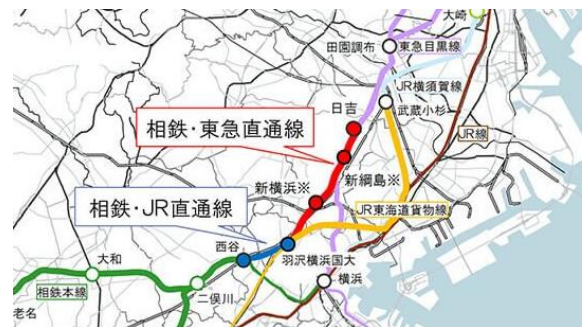 大崎
田園調布
東急目黒線
JR横須賀線
武蔵小杉
日吉
相鉄・東急直通線
JR線
新横浜※
新綱島※
相鉄・JR直通線
JR東海道貨物線
西谷
羽沢横浜国大
大和
横浜
二俣川
相鉄本線
老名